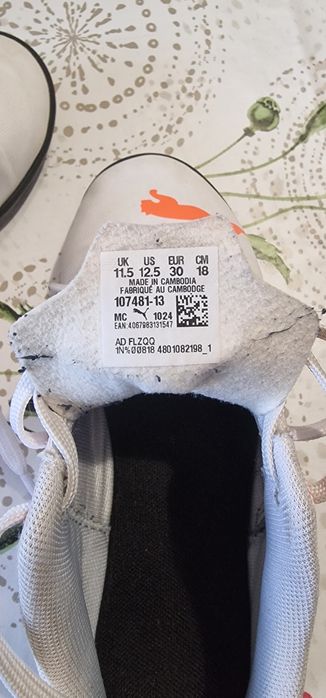 UK US EUR CM
11.5 12.5 30 18
MADE IN CAMBODIA
FABRIQUÉ AU CAMBODGE
107481-13
MC 1024
EAN: 4067983131547
AD FLZQQ
1N%00818 4801082198_1